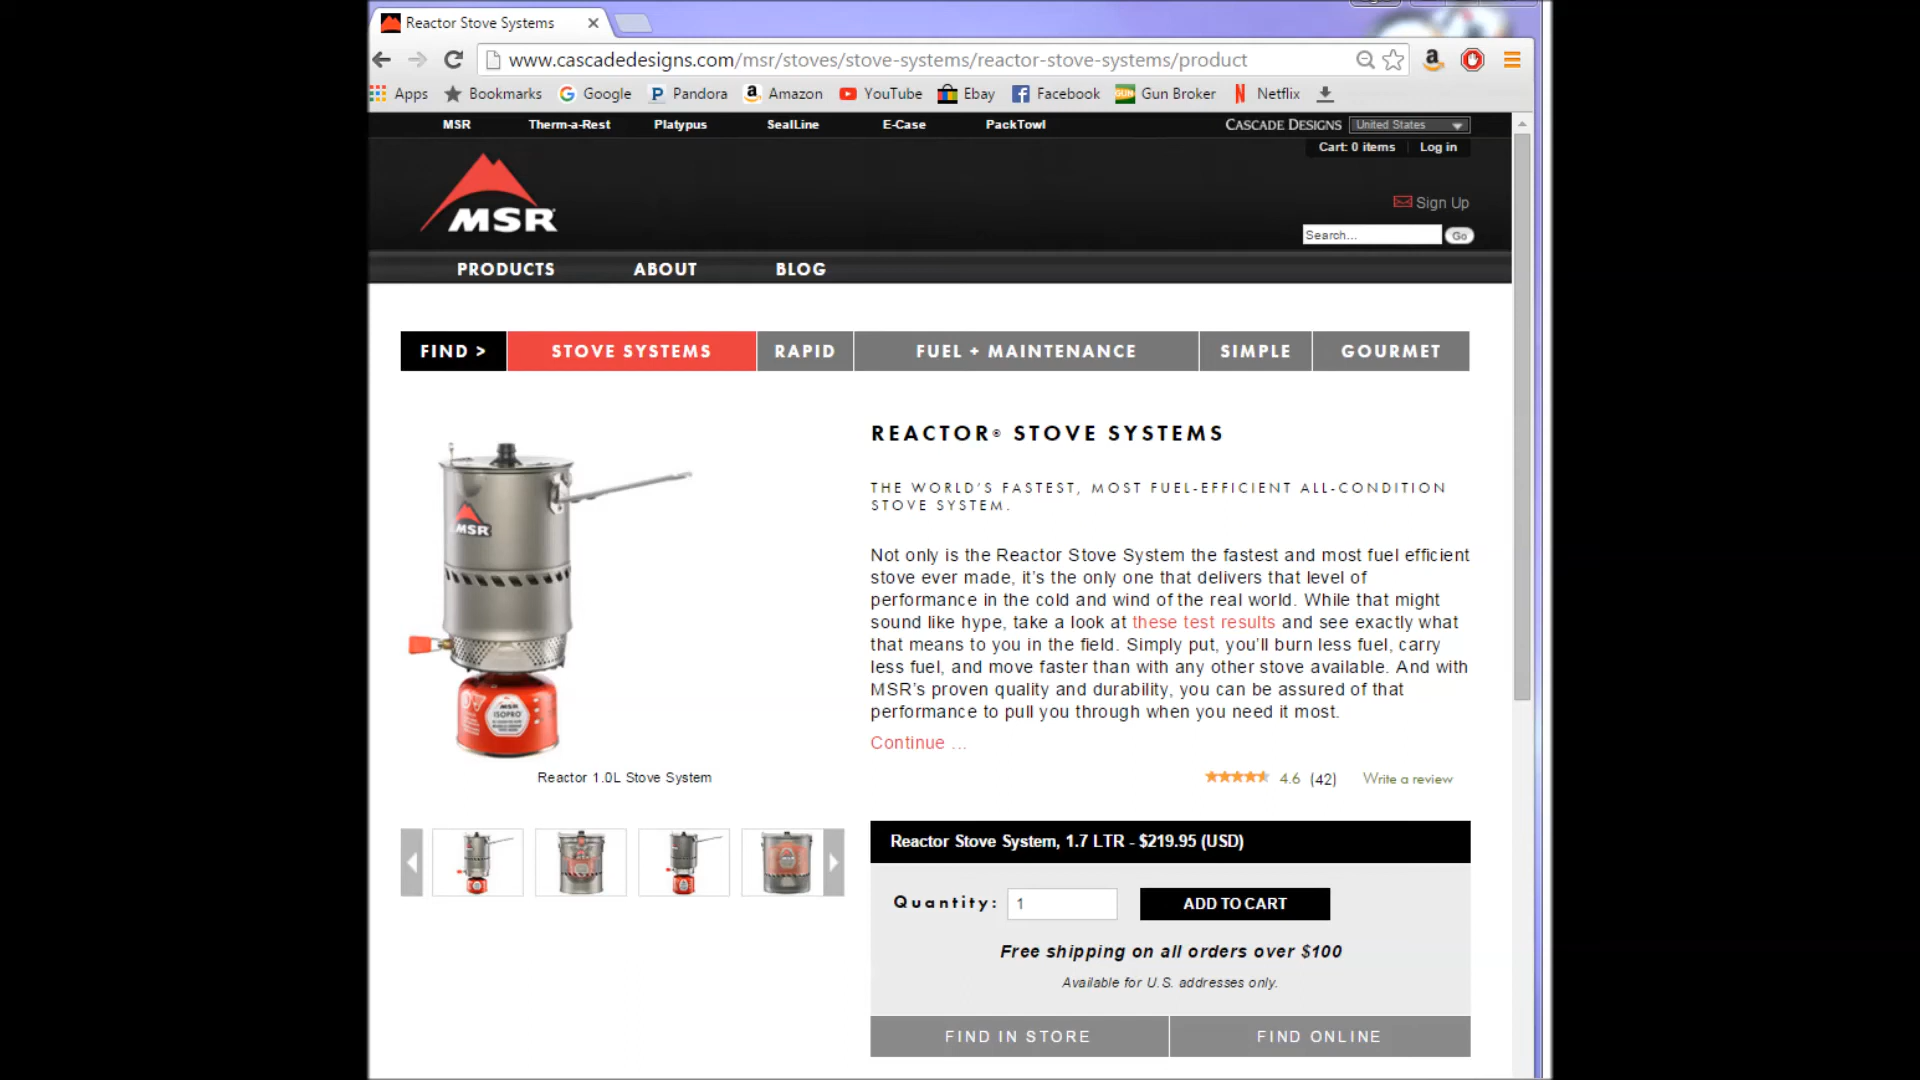 Reactor Stove Systems
www.cascadedesigns.com/msr/stoves/stove-systems/reactor-stove-systems/product
Apps Bookmarks Google Pandora Amazon YouTube Ebay Facebook Gun Broker Netflix
MSR Therm-a-Rest Platypus SealLine E-Case PackTowl CASCADE DESIGNS United States
Cart: 0 items Log in
MSR
Sign Up
Search... Go
PRODUCTS ABOUT BLOG
FIND > STOVE SYSTEMS RAPID FUEL + MAINTENANCE SIMPLE GOURMET
REACTOR® STOVE SYSTEMS
THE WORLD'S FASTEST, MOST FUEL-EFFICIENT ALL-CONDITION
STOVE SYSTEM.
Not only is the Reactor Stove System the fastest and most fuel efficient
stove ever made, it's the only one that delivers that level of
performance in the cold and wind of the real world. While that might
sound like hype, take a look at these test results and see exactly what
that means to you in the field. Simply put, you'll burn less fuel, carry
less fuel, and move faster than with any other stove available. And with
MSR's proven quality and durability, you can be assured of that
performance to pull you through when you need it most.
Continue ...
MSR
MSR
ISOPRO
Reactor 1.0L Stove System
4.6 (42) Write a review
Reactor Stove System, 1.7 LTR - $219.95 (USD)
Quantity: 1 ADD TO CART
Free shipping on all orders over $100
Available for U.S. addresses only.
FIND IN STORE FIND ONLINE